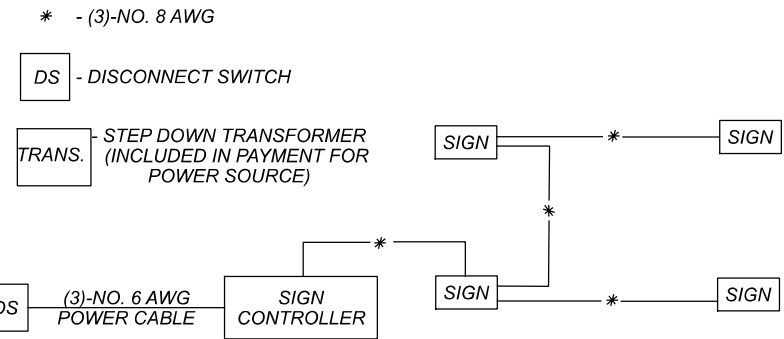 * - (3)-NO. 8 AWG
DS - DISCONNECT SWITCH
TRANS. - STEP DOWN TRANSFORMER
(INCLUDED IN PAYMENT FOR
POWER SOURCE)
SIGN
*
SIGN
*
*
DS
(3)-NO. 6 AWG
POWER CABLE
SIGN
CONTROLLER
SIGN
*
SIGN